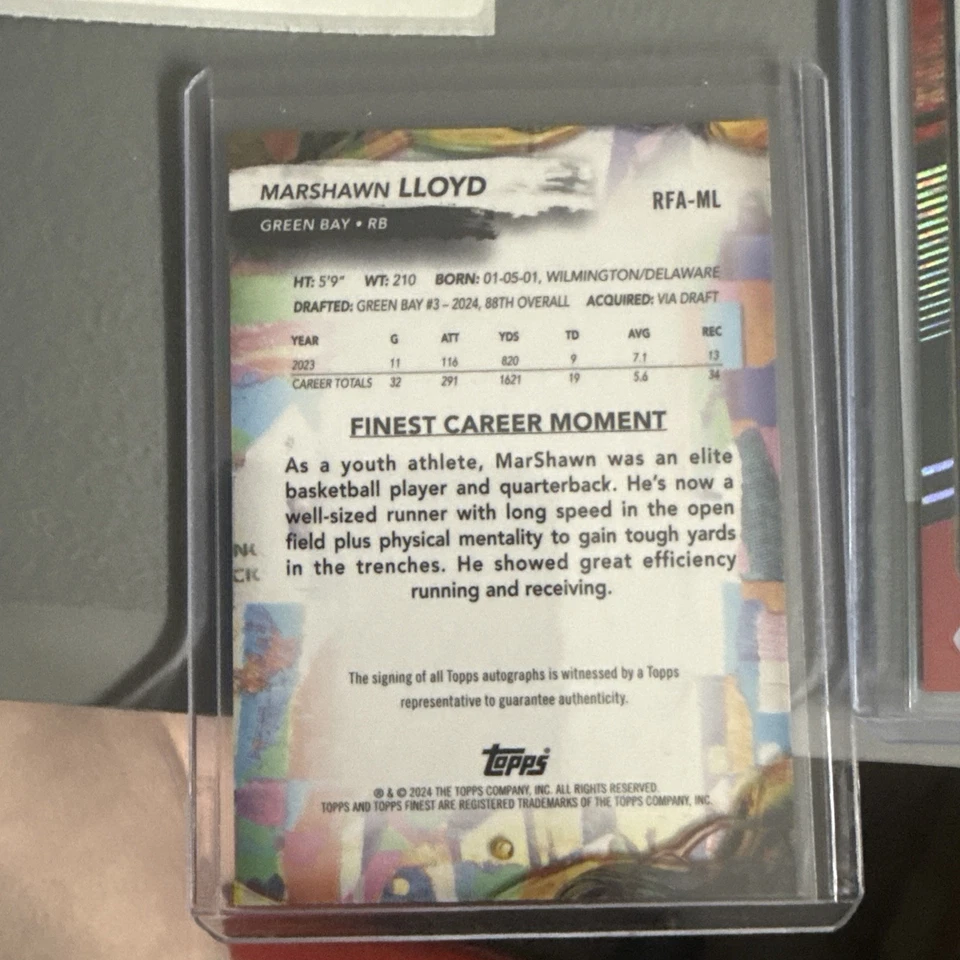 MARSHAWN LLOYD
RFA-ML
GREEN BAY • RB
HT: 5'9" WT: 210 BORN: 01-05-01, WILMINGTON/DELAWARE
DRAFTED: GREEN BAY #3 – 2024, 88TH OVERALL ACQUIRED: VIA DRAFT
YEAR G ATT YDS TD AVG REC
2023 11 116 820 9 7.1 13
CAREER TOTALS 32 291 1621 19 5.6 34
FINEST CAREER MOMENT
As a youth athlete, MarShawn was an elite
basketball player and quarterback. He's now a
well-sized runner with long speed in the open
field plus physical mentality to gain tough yards
in the trenches. He showed great efficiency
running and receiving.
The signing of all Topps autographs is witnessed by a Topps
representative to guarantee authenticity.
topps
® & © 2024 THE TOPPS COMPANY, INC. ALL RIGHTS RESERVED.
TOPPS AND TOPPS FINEST ARE REGISTERED TRADEMARKS OF THE TOPPS COMPANY, INC.